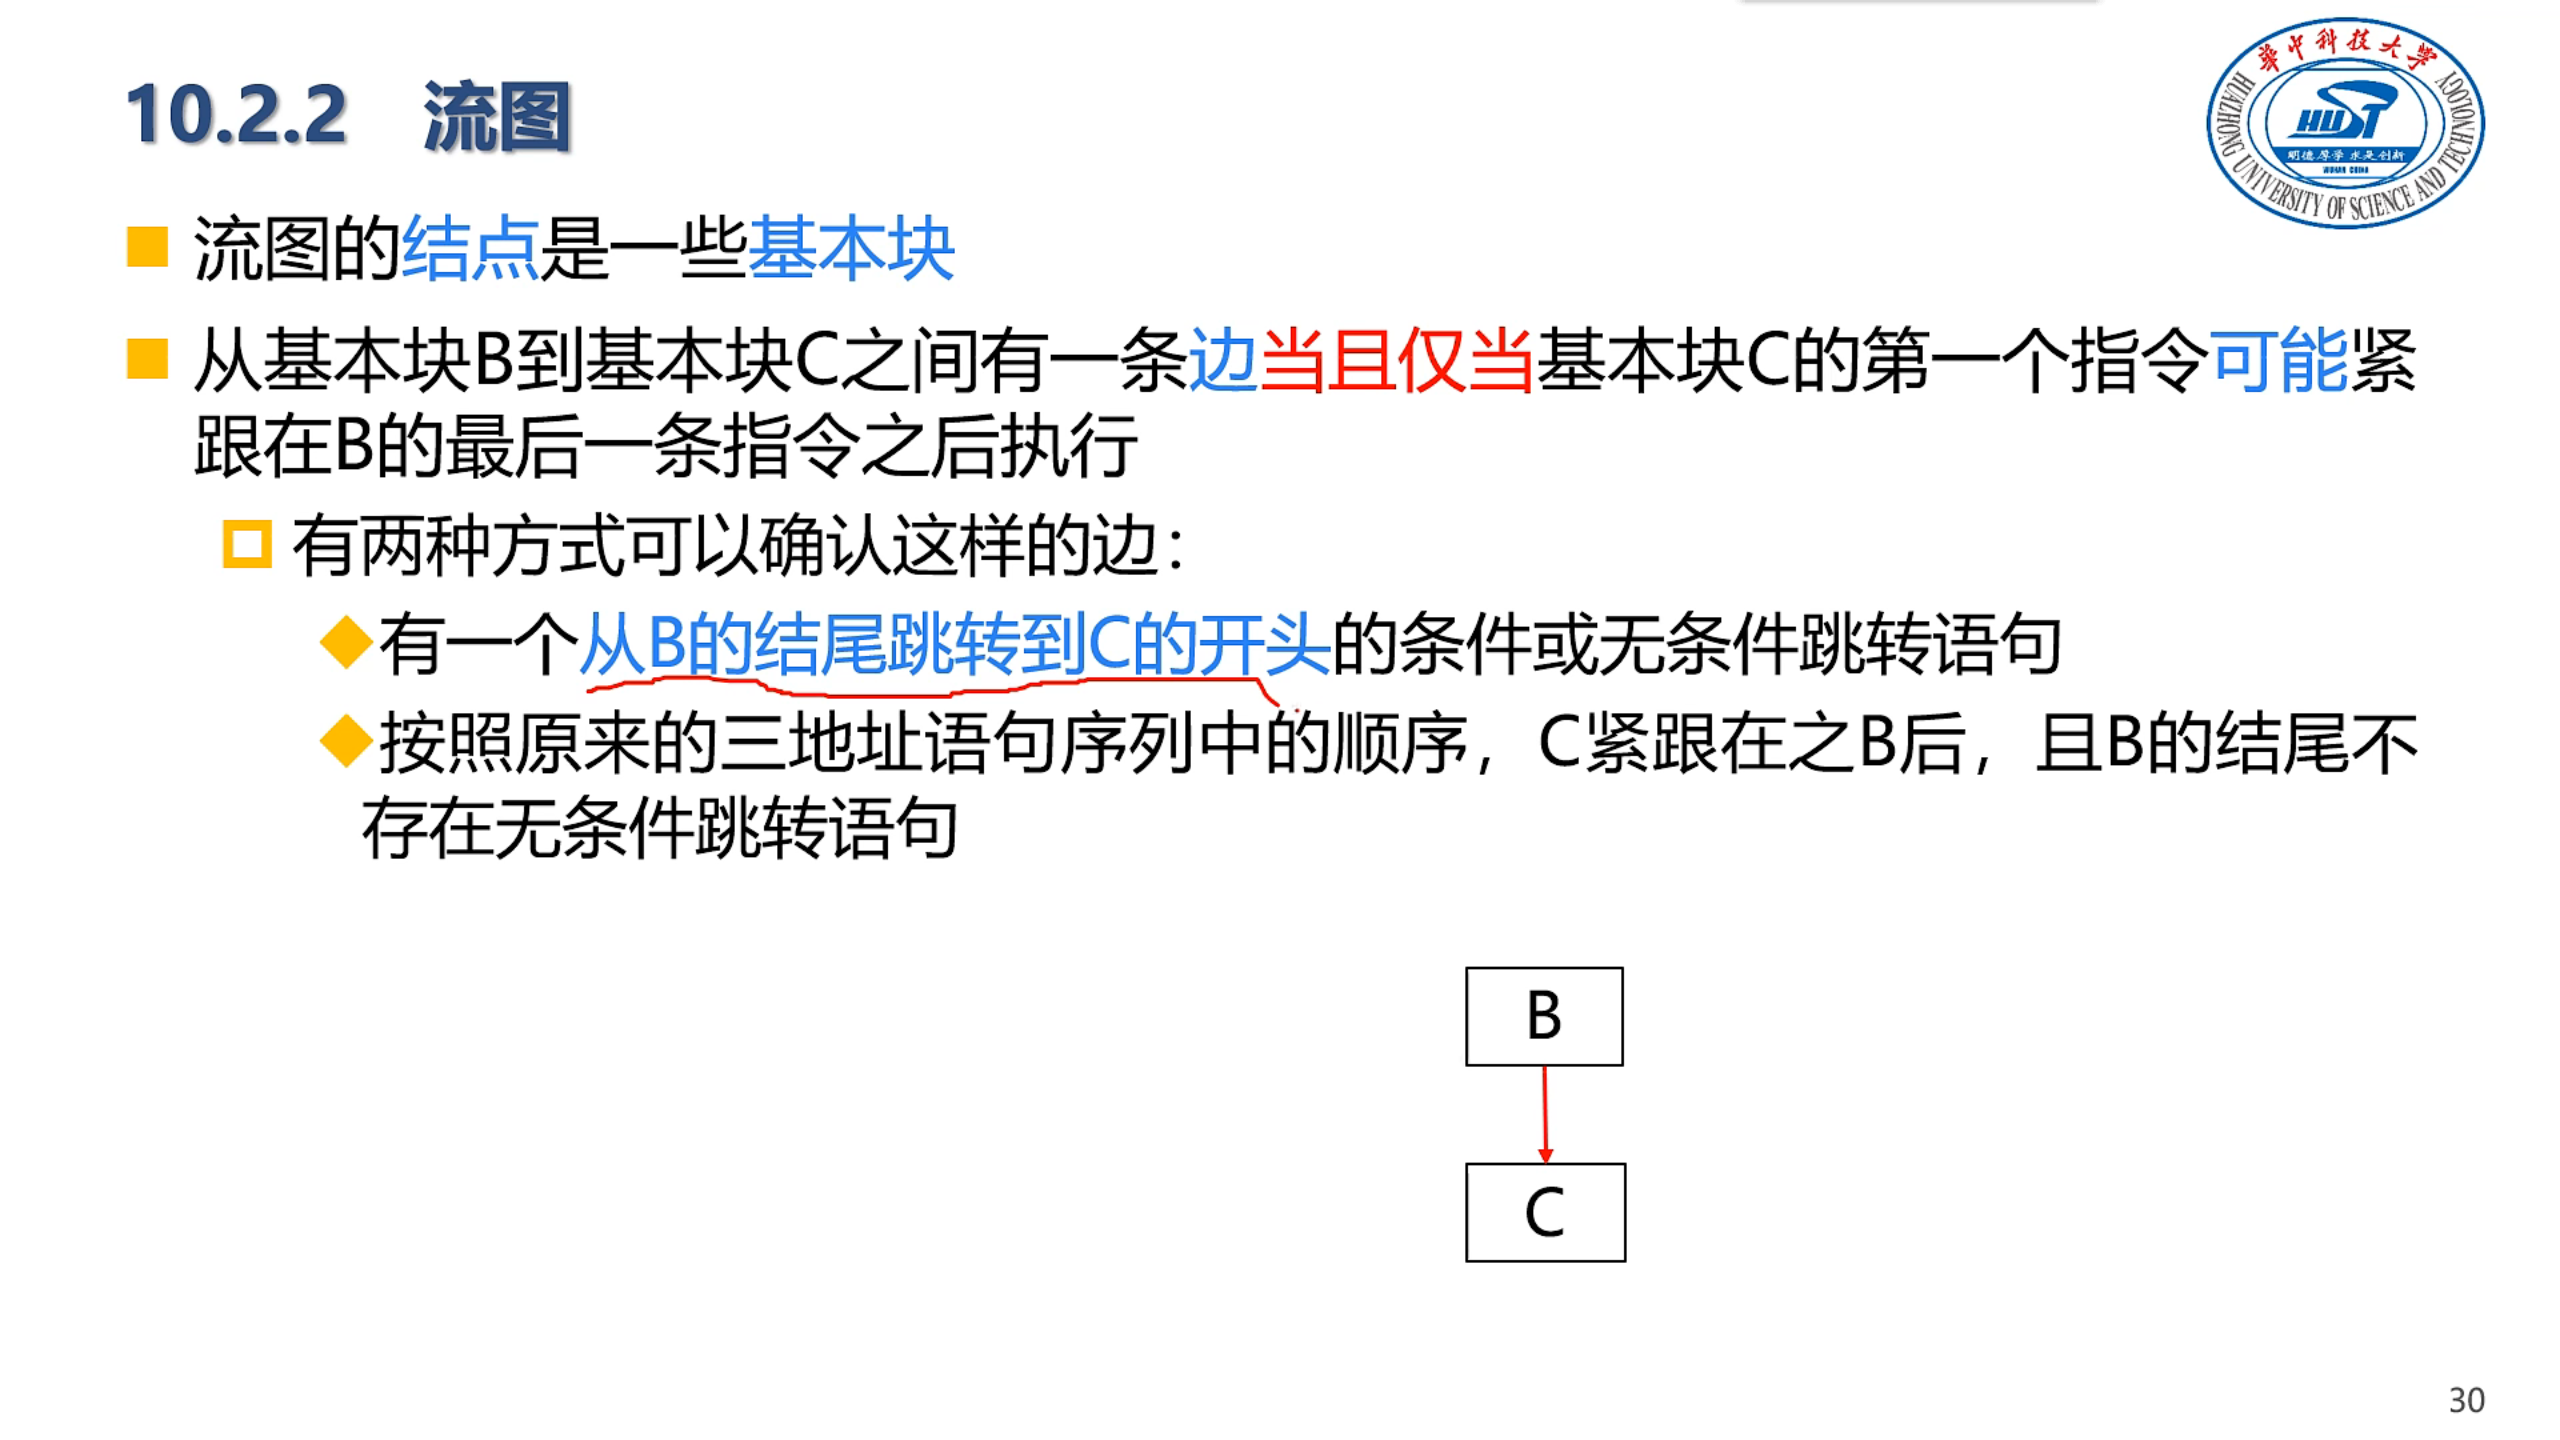 10.2.2 流图
華中科技大学
HUAZHONG UNIVERSITY OF SCIENCE AND TECHNOLOGY
HUST
明德厚学 求是创新
WUHAN CHINA
流图的结点是一些基本块
从基本块B到基本块C之间有一条边当且仅当基本块C的第一个指令可能紧
跟在B的最后一条指令之后执行
有两种方式可以确认这样的边：
有一个从B的结尾跳转到C的开头的条件或无条件跳转语句
按照原来的三地址语句序列中的顺序，C紧跟在之B后，且B的结尾不
存在无条件跳转语句
B
C
30